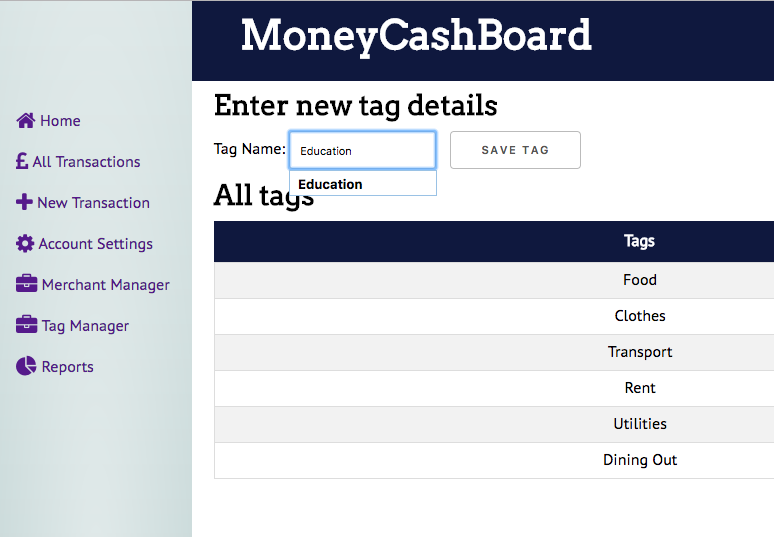 MoneyCashBoard
Home
All Transactions
New Transaction
Account Settings
Merchant Manager
Tag Manager
Reports
Enter new tag details
Tag Name: Education SAVE TAG
Education
All tags
Tags
Food
Clothes
Transport
Rent
Utilities
Dining Out